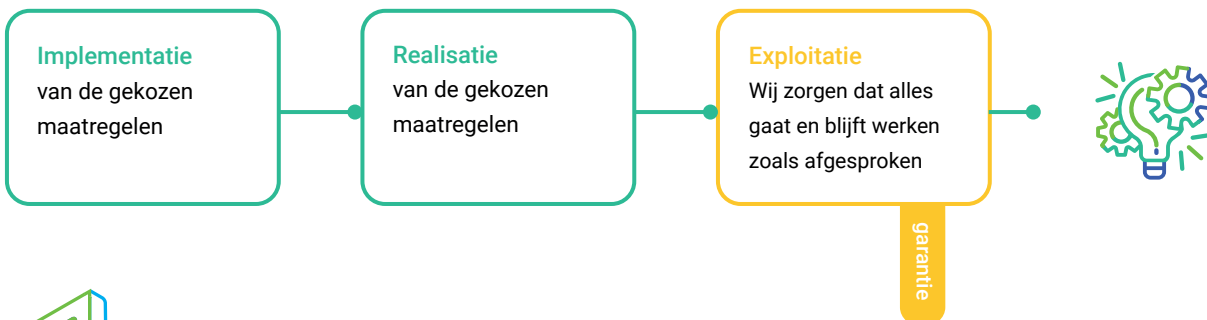 Implementatie
van de gekozen
maatregelen
Realisatie
van de gekozen
maatregelen
Exploitatie
Wij zorgen dat alles
gaat en blijft werken
zoals afgesproken
garantie